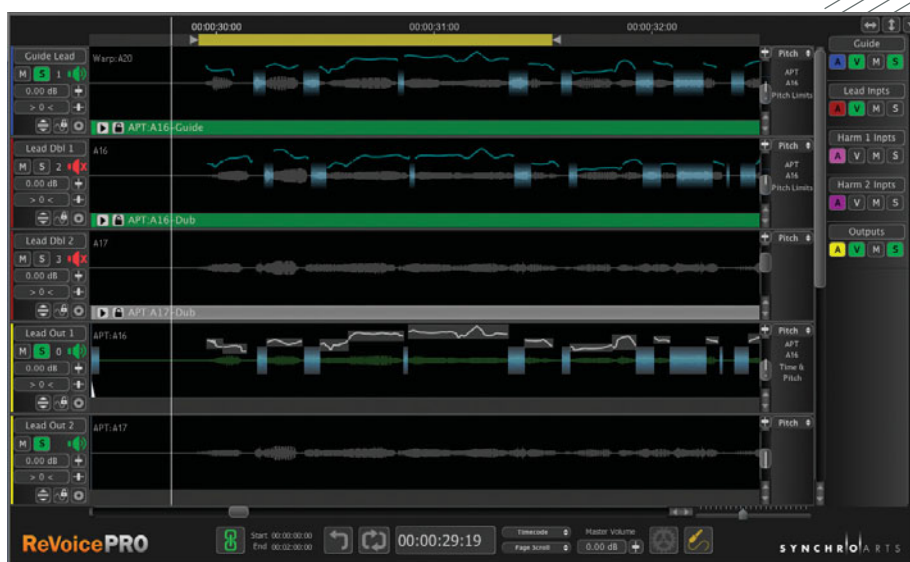 00:00:30:00 00:00:31:00 00:00:32:00
Guide Lead
Warp:A20
M S 1
0.00 dB
> 0 <
APT:A16-Guide
Pitch
APT
A16
Pitch Limits
Lead Dbl 1
A16
M S 2
0.00 dB
> 0 <
APT:A16-Dub
Pitch
APT
A16
Pitch Limits
Lead Dbl 2
A17
M S 3
0.00 dB
> 0 <
APT A17-Dub
Pitch
Lead Out 1
APT:A16
M S 0
0.00 dB
> 0 <
Pitch
APT
A16
Time &
Pitch
Lead Out 2
APT:A17
M S
0.00 dB
> 0 <
Pitch
Guide
A V M S
Lead Inpts
A V M S
Harm 1 Inpts
A V M S
Harm 2 Inpts
A V M S
Outputs
A V M S
ReVoicePRO
Start 00:00:00:00
End 00:02:00:00
00:00:29:19
Timecode
Page Scroll
Master Volume
0.00 dB
SYNCHROARTS